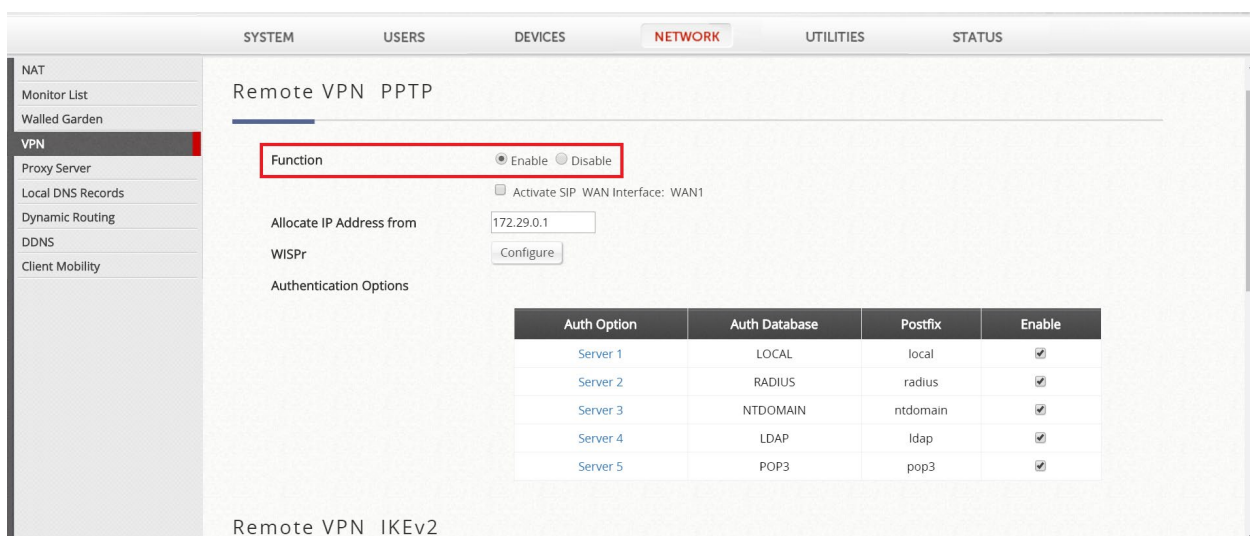 SYSTEM USERS DEVICES NETWORK UTILITIES STATUS
NAT
Monitor List
Walled Garden
VPN
Proxy Server
Local DNS Records
Dynamic Routing
DDNS
Client Mobility
Remote VPN PPTP
Function Enable Disable
Activate SIP WAN Interface: WAN1
Allocate IP Address from 172.29.0.1
WISPr Configure
Authentication Options
Auth Option Auth Database Postfix Enable
Server 1 LOCAL local
Server 2 RADIUS radius
Server 3 NTDOMAIN ntdomain
Server 4 LDAP ldap
Server 5 POP3 pop3
Remote VPN IKEv2